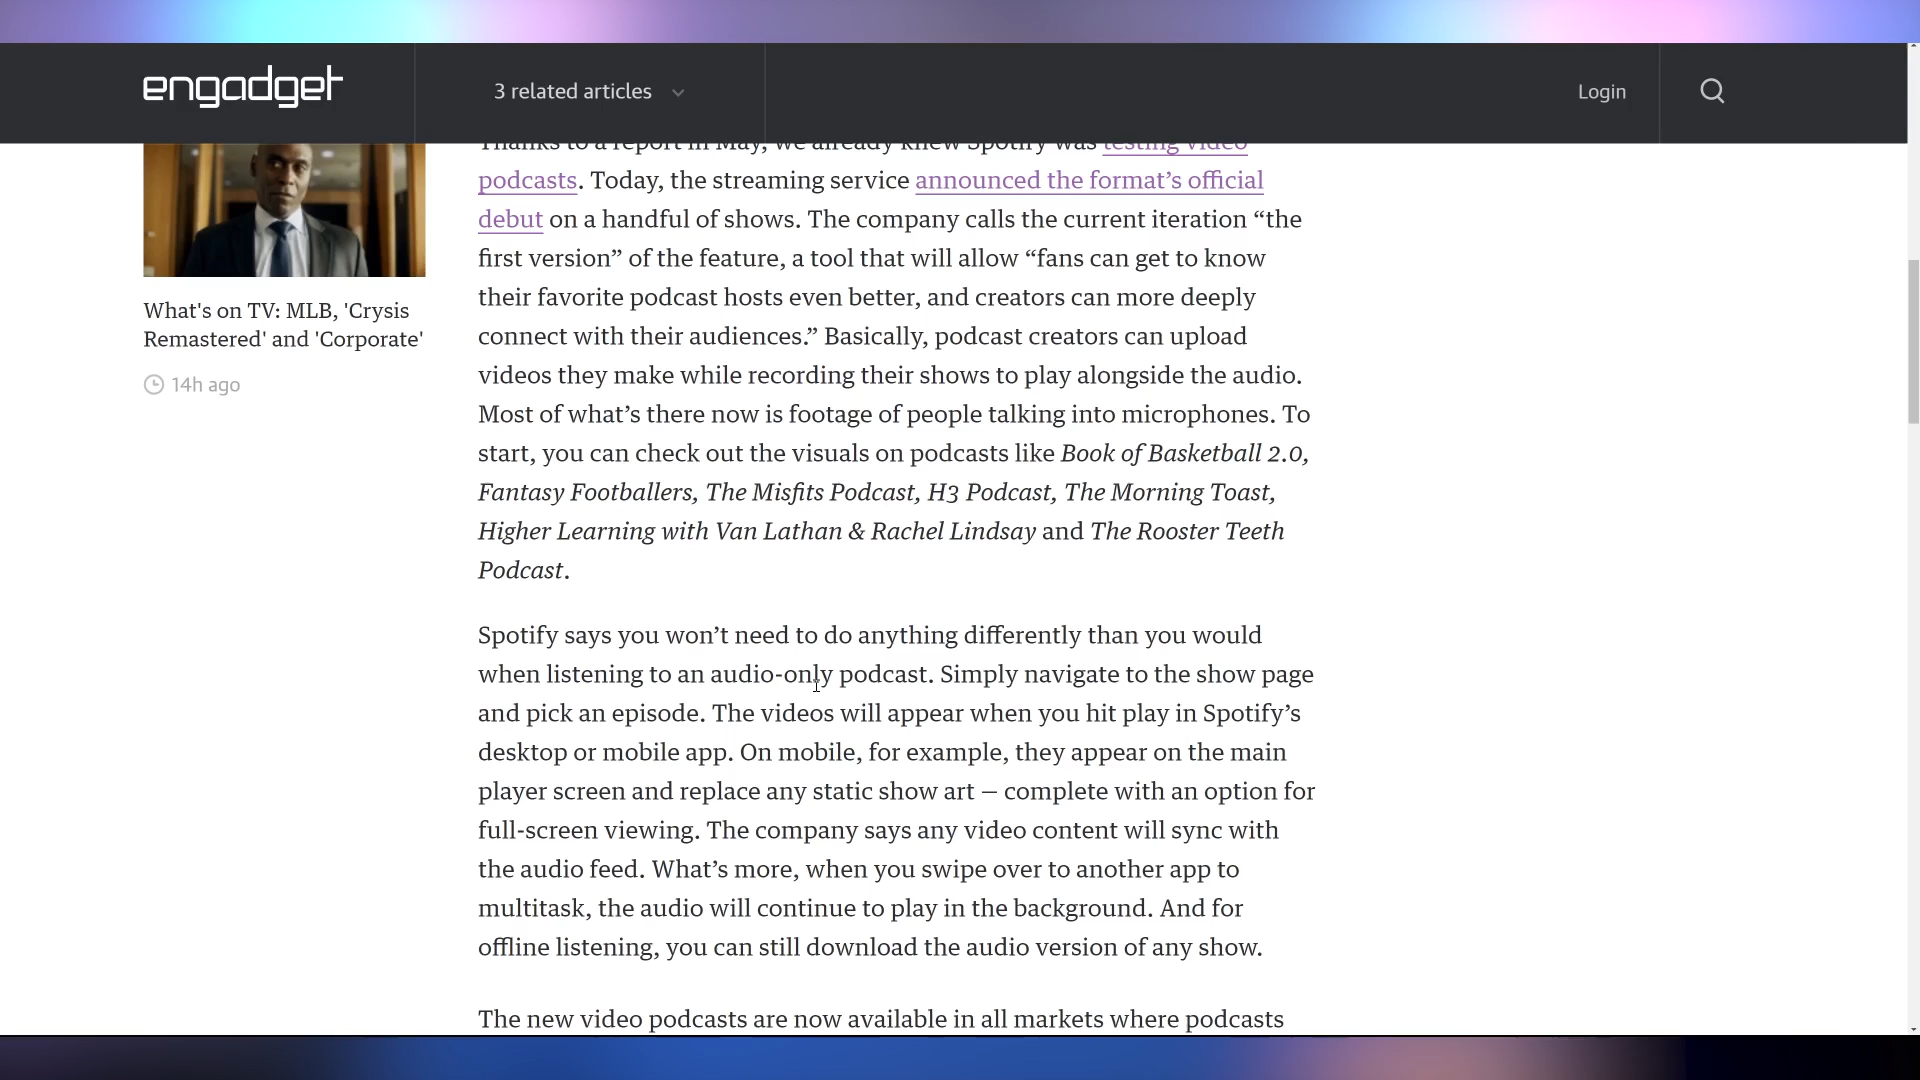 engadget
3 related articles
Login
Thanks to a report in May, we already knew Spotify was testing video
podcasts. Today, the streaming service announced the format’s official
debut on a handful of shows. The company calls the current iteration “the
first version” of the feature, a tool that will allow “fans can get to know
their favorite podcast hosts even better, and creators can more deeply
connect with their audiences.” Basically, podcast creators can upload
videos they make while recording their shows to play alongside the audio.
Most of what’s there now is footage of people talking into microphones. To
start, you can check out the visuals on podcasts like Book of Basketball 2.0,
Fantasy Footballers, The Misfits Podcast, H3 Podcast, The Morning Toast,
Higher Learning with Van Lathan & Rachel Lindsay and The Rooster Teeth
Podcast.
What's on TV: MLB, 'Crysis
Remastered' and 'Corporate'
14h ago
Spotify says you won’t need to do anything differently than you would
when listening to an audio-only podcast. Simply navigate to the show page
and pick an episode. The videos will appear when you hit play in Spotify’s
desktop or mobile app. On mobile, for example, they appear on the main
player screen and replace any static show art — complete with an option for
full-screen viewing. The company says any video content will sync with
the audio feed. What’s more, when you swipe over to another app to
multitask, the audio will continue to play in the background. And for
offline listening, you can still download the audio version of any show.
The new video podcasts are now available in all markets where podcasts